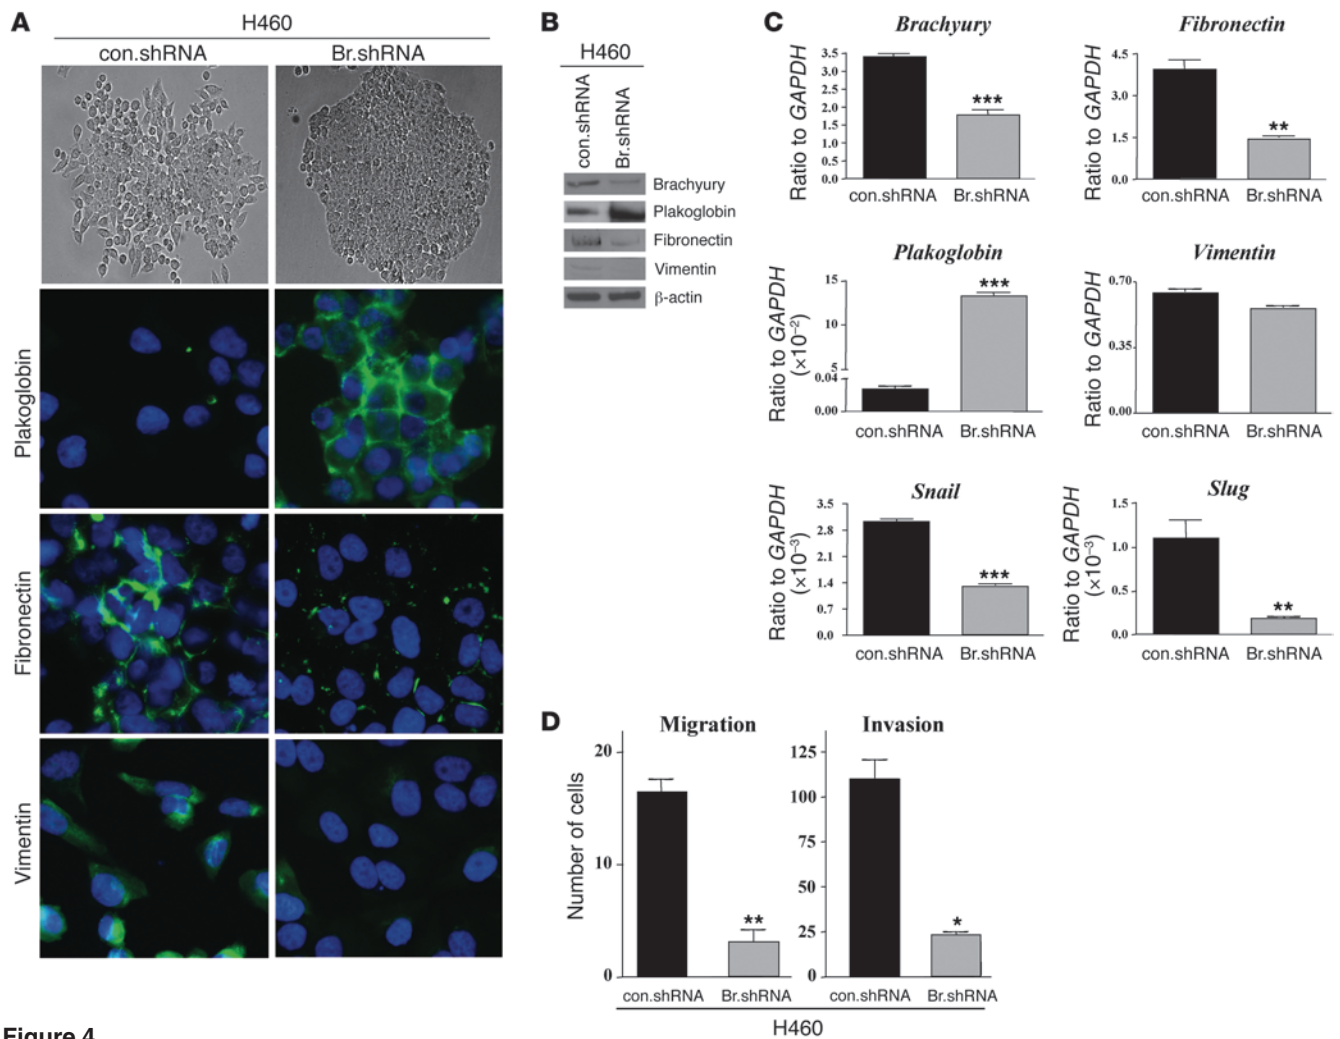 A
H460
con.shRNA Br.shRNA
Plakoglobin
Fibronectin
Vimentin
B
H460
con.shRNA Br.shRNA
Brachyury
Plakoglobin
Fibronectin
Vimentin
β-actin
C
Brachyury
Ratio to GAPDH
3.5
3.0
2.5
2.0
1.5
1.0
0.5
0.0
***
con.shRNA Br.shRNA
Fibronectin
Ratio to GAPDH
4.5
3.0
1.5
0.0
**
con.shRNA Br.shRNA
Plakoglobin
Ratio to GAPDH
(×10⁻²)
15
10
5
0.04
0.00
***
con.shRNA Br.shRNA
Vimentin
Ratio to GAPDH
0.70
0.35
0.00
con.shRNA Br.shRNA
Snail
Ratio to GAPDH
(×10⁻³)
3.5
2.8
2.1
1.4
0.7
0.0
***
con.shRNA Br.shRNA
Slug
Ratio to GAPDH
(×10⁻³)
1.5
1.0
0.5
0.0
**
con.shRNA Br.shRNA
D
Migration
Number of cells
20
10
0
**
con.shRNA Br.shRNA
Invasion
125
100
75
50
25
0
*
con.shRNA Br.shRNA
H460
Figure 4